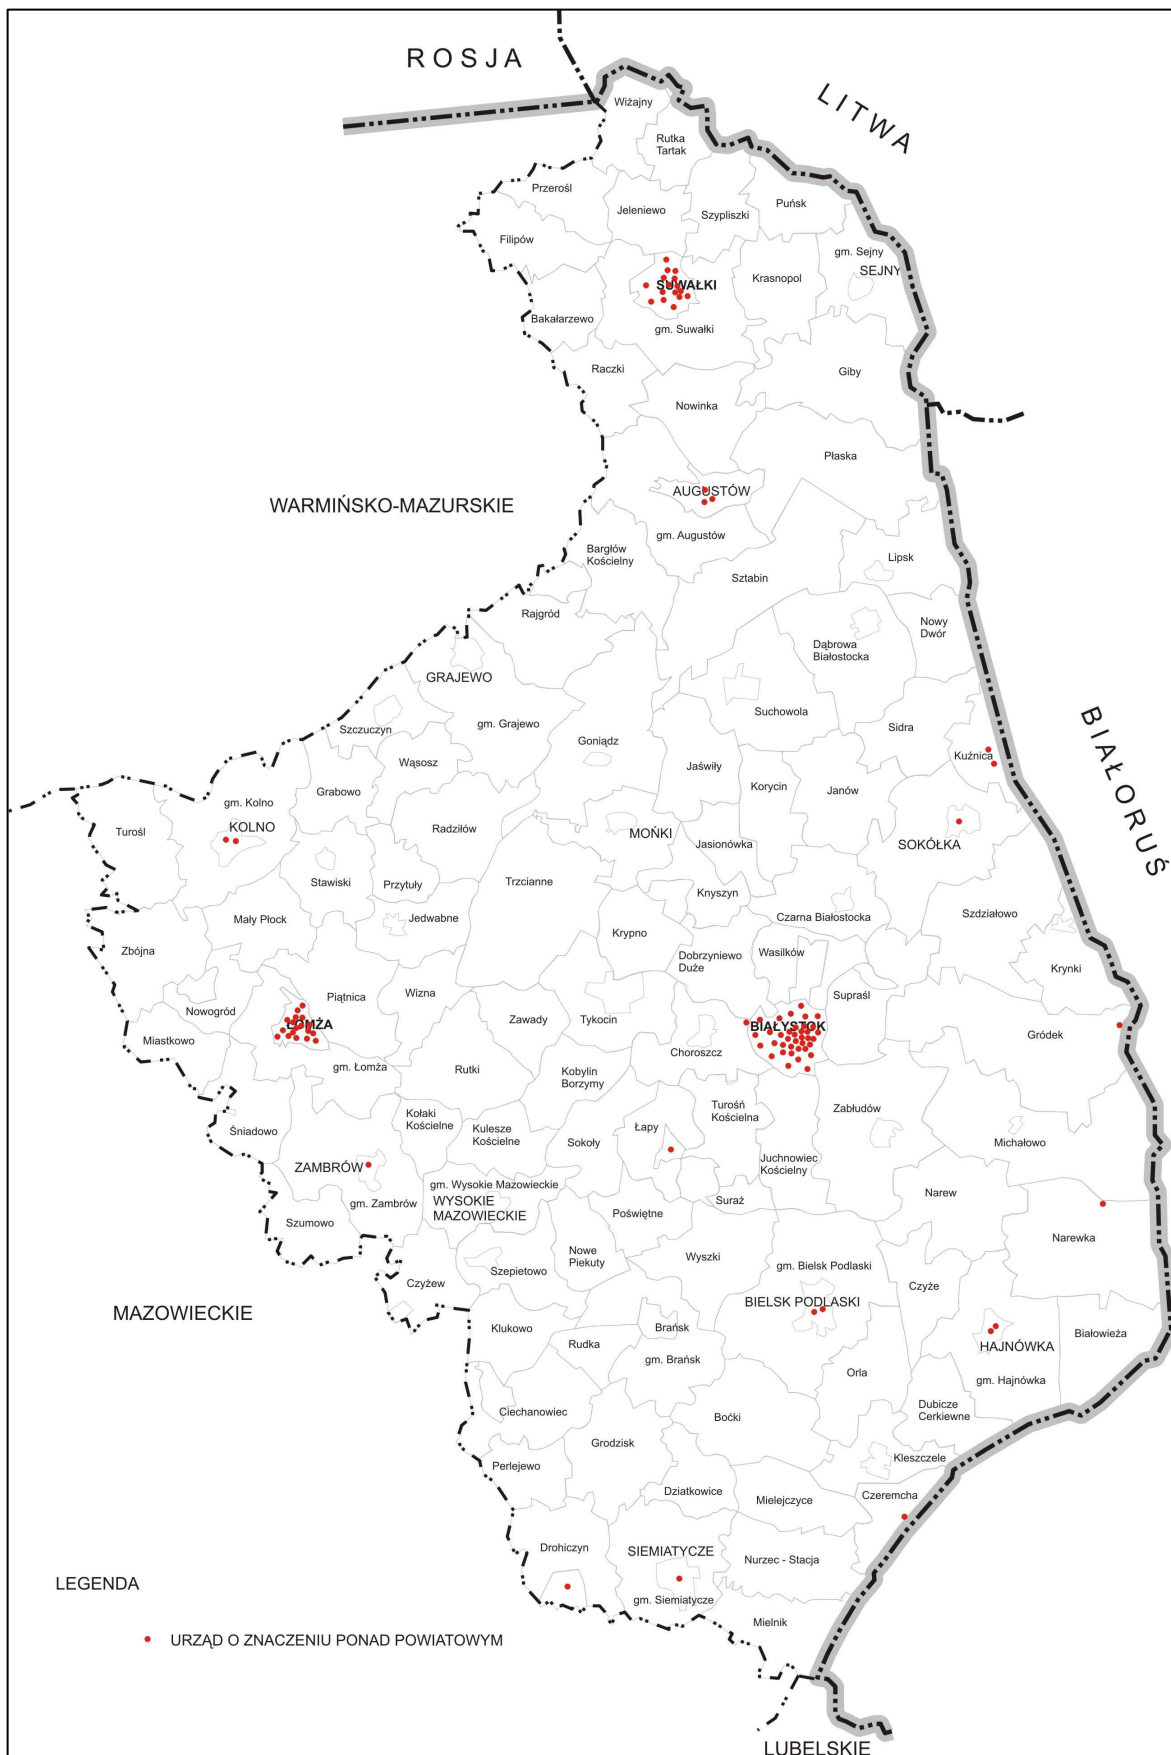 ROSJA
LITWA
Wiżajny
Rutka
Tartak
Przerośl
Jeleniewo
Szypliszki
Puńsk
Filipów
gm. Sejny
SEJNY
Krasnopol
SUWAŁKI
Bakałarzewo
gm. Suwałki
Raczki
Giby
Nowinka
Płaska
AUGUSTÓW
WARMIŃSKO-MAZURSKIE
gm. Augustów
Bargłów
Kościelny
Lipsk
Sztabin
Rajgród
Nowy
Dwór
Dąbrowa
Białostocka
GRAJEWO
Suchowola
gm. Grajewo
Szczuczyn
Sidra
Goniądz
BIAŁORUŚ
Kuźnica
Wąsosz
Jaświły
Korycin
Janów
Grabowo
gm. Kolno
KOLNO
Turośl
Radziłów
MOŃKI
Jasionówka
SOKÓŁKA
Stawiski
Przytuły
Trzcianne
Knyszyn
Mały Płock
Jedwabne
Czarna Białostocka
Szdziałowo
Krypno
Zbójna
Dobrzyniewo
Duże
Wasilków
Krynki
Piątnica
Wizna
Supraśl
Nowogród
Zawady
Tykocin
ŁOMŻA
BIAŁYSTOK
Gródek
Miastkowo
Choroszcz
gm. Łomża
Rutki
Kobylin
Borzymy
Kołaki
Kościelne
Turośń
Kościelna
Zabłudów
Śniadowo
Kulesze
Kościelne
Sokoły
Łapy
Michałowo
ZAMBRÓW
Juchnowiec
Kościelny
gm. Wysokie Mazowieckie
gm. Zambrów
WYSOKIE
MAZOWIECKIE
Suraż
Narew
Szumowo
Poświętne
Narewka
Nowe
Piekuty
Wyszki
gm. Bielsk Podlaski
Szepietowo
Czyżew
Czyże
MAZOWIECKIE
BIELSK PODLASKI
Klukowo
Brańsk
Białowieża
Rudka
HAJNÓWKA
gm. Brańsk
Orla
gm. Hajnówka
Ciechanowiec
Boćki
Dubicze
Cerkiewne
Grodzisk
Kleszczele
Perlejewo
Dziatkowice
Mielejczyce
Czeremcha
Drohiczyn
SIEMIATYCZE
Nurzec - Stacja
LEGENDA
gm. Siemiatycze
Mielnik
URZĄD O ZNACZENIU PONAD POWIATOWYM
LUBELSKIE